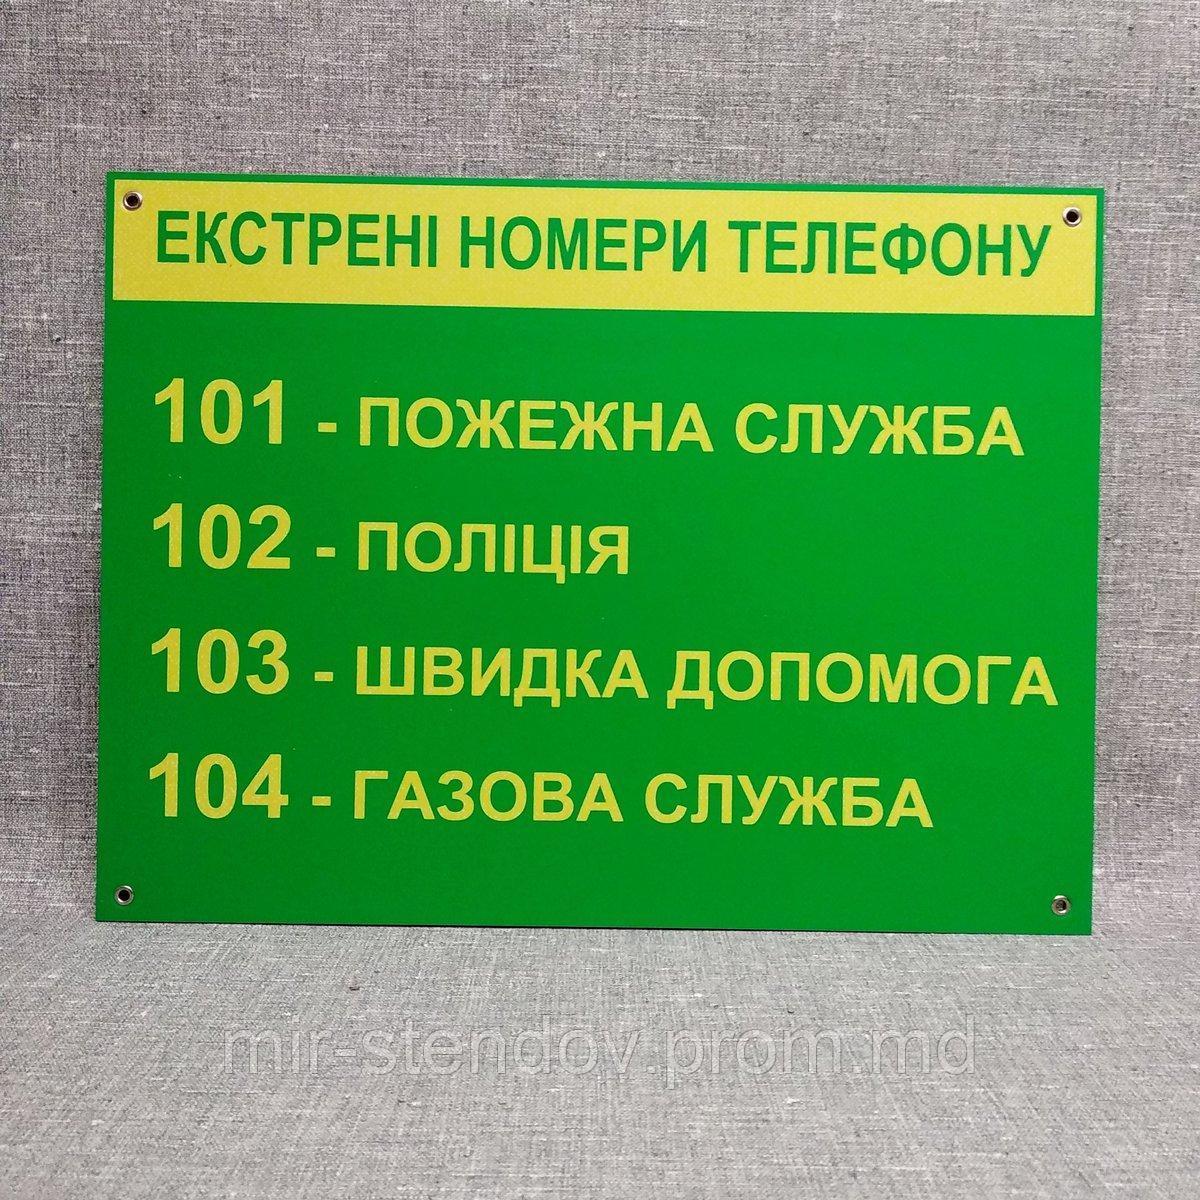 ЕКСТРЕНІ НОМЕРИ ТЕЛЕФОНУ
101 - ПОЖЕЖНА СЛУЖБА
102 - ПОЛІЦІЯ
103 - ШВИДКА ДОПОМОГА
104 - ГАЗОВА СЛУЖБА
mir-stendov.prom.md